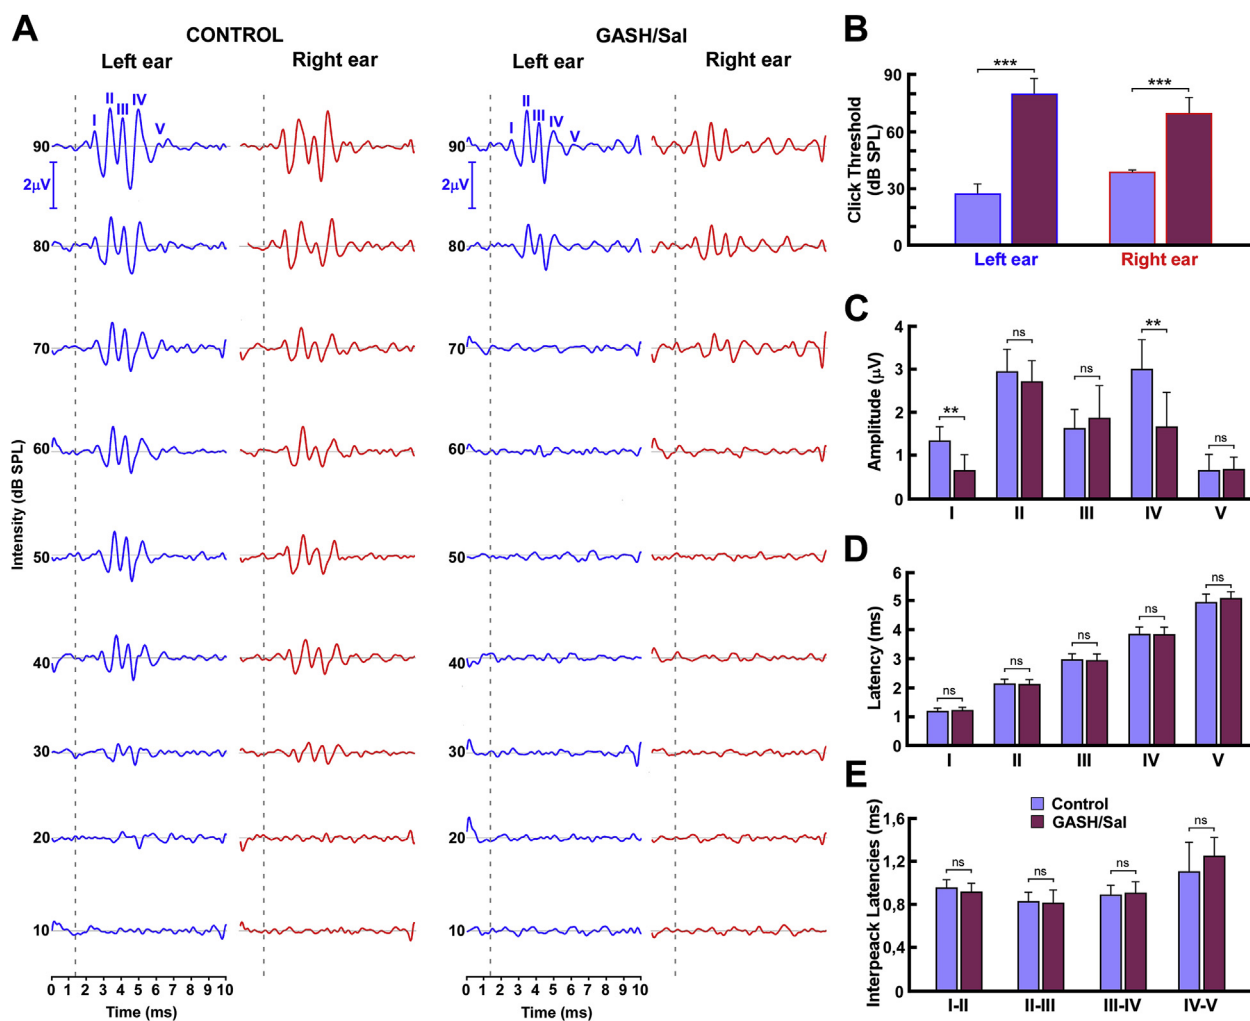 A
CONTROL
GASH/Sal
Left ear
Right ear
Left ear
Right ear
I
II
III
IV
V
I
II
III
IV
V
Intensity (dB SPL)
90
2μV
80
70
60
50
40
30
20
10
90
2μV
80
70
60
50
40
30
20
10
0 1 2 3 4 5 6 7 8 9 10
Time (ms)
0 1 2 3 4 5 6 7 8 9 10
Time (ms)
B
Click Threshold
(dB SPL)
90
60
30
0
***
***
Left ear
Right ear
C
Amplitude (μV)
4
3
2
1
0
**
ns
ns
**
ns
I II III IV V
D
Latency (ms)
6
5
4
3
2
1
0
ns
ns
ns
ns
ns
I II III IV V
E
Interpeack Latencies (ms)
1,6
1,2
0,8
0,4
0
Control
GASH/Sal
ns
ns
ns
ns
I-II II-III III-IV IV-V